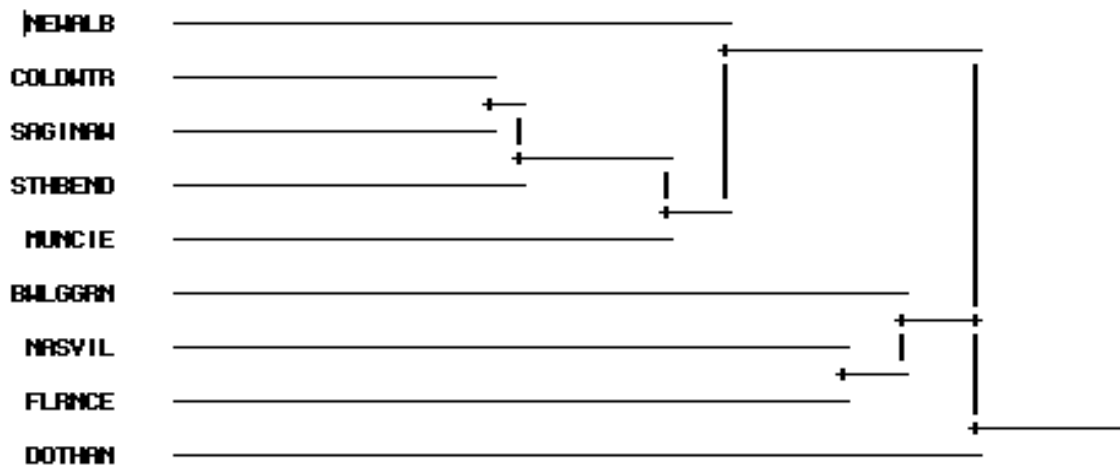 NEWALB
COLDWTR
SAGINAW
STHBEND
MUNCIE
BWLGGRN
NASVIL
FLRNCE
DOTHAN